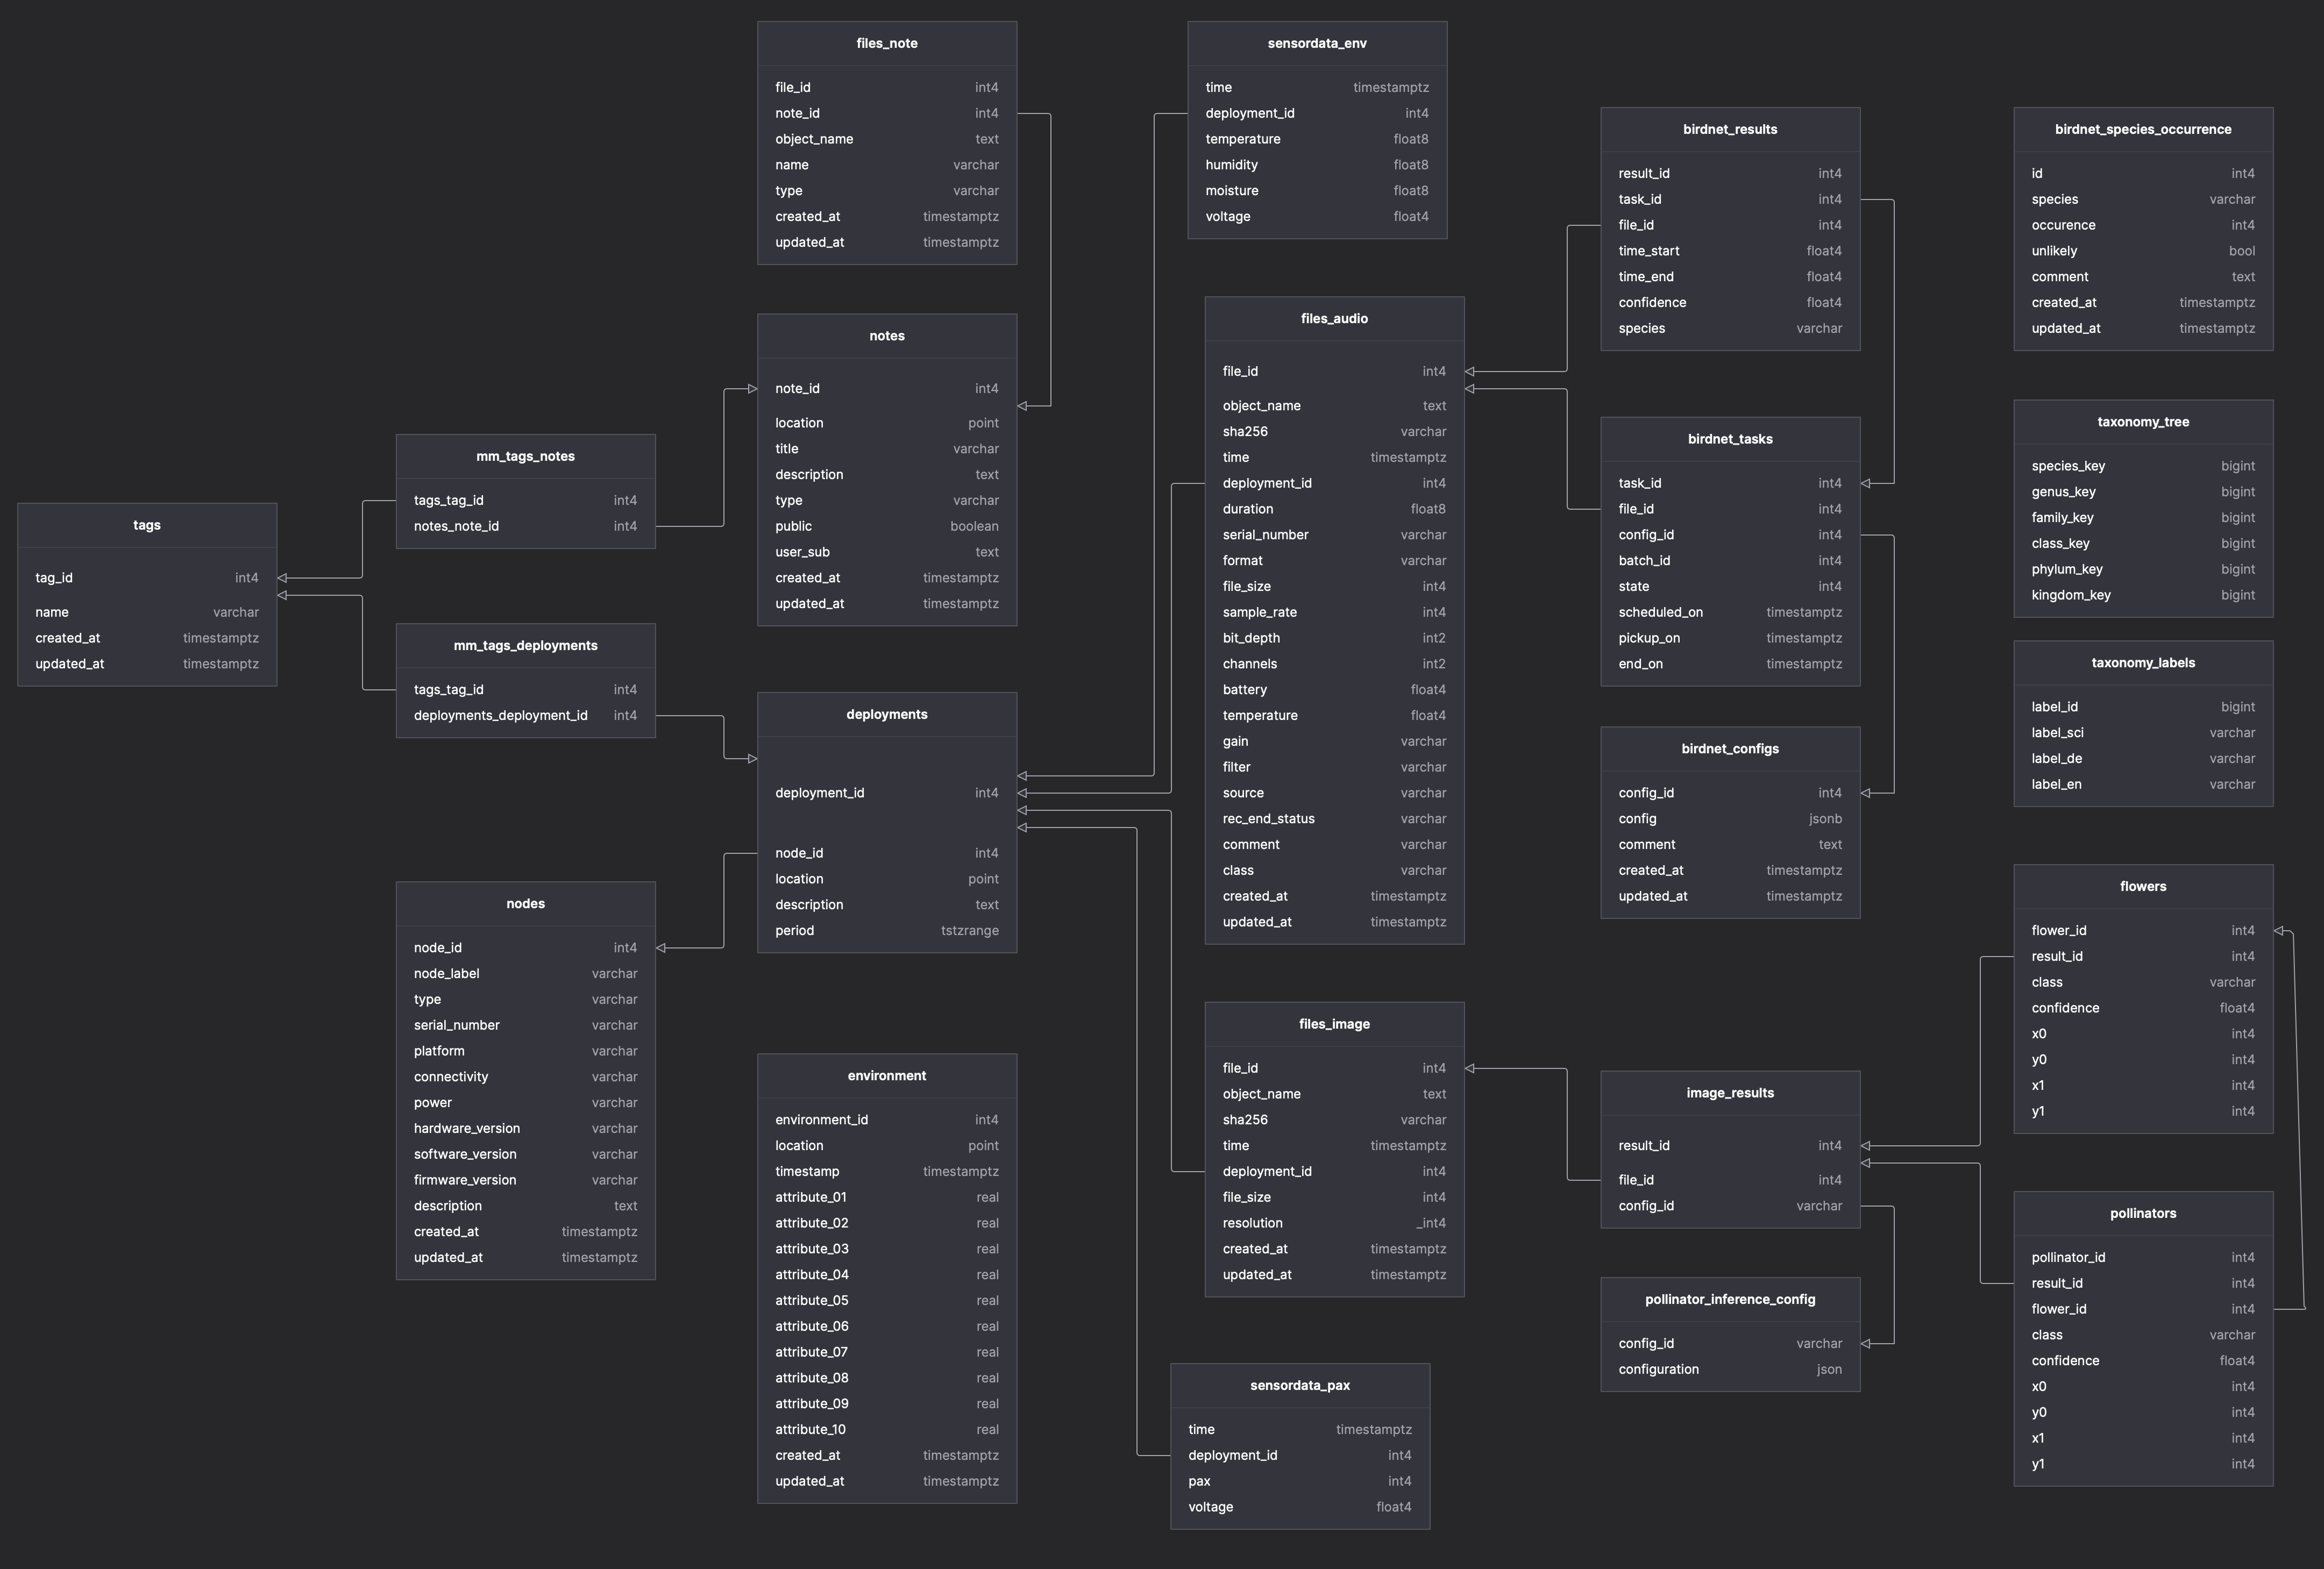 files_note
file_id int4
note_id int4
object_name text
name varchar
type varchar
created_at timestamptz
updated_at timestamptz
sensordata_env
time timestamptz
deployment_id int4
temperature float8
humidity float8
moisture float8
voltage float4
birdnet_results
result_id int4
task_id int4
file_id int4
time_start float4
time_end float4
confidence float4
species varchar
birdnet_species_occurrence
id int4
species varchar
occurence int4
unlikely bool
comment text
created_at timestamptz
updated_at timestamptz
notes
note_id int4
location point
title varchar
description text
type varchar
public boolean
user_sub text
created_at timestamptz
updated_at timestamptz
files_audio
file_id int4
object_name text
sha256 varchar
time timestamptz
deployment_id int4
duration float8
serial_number varchar
format varchar
file_size int4
sample_rate int4
bit_depth int2
channels int2
battery float4
temperature float4
gain varchar
filter varchar
source varchar
rec_end_status varchar
comment varchar
class varchar
created_at timestamptz
updated_at timestamptz
birdnet_tasks
task_id int4
file_id int4
config_id int4
batch_id int4
state int4
scheduled_on timestamptz
pickup_on timestamptz
end_on timestamptz
taxonomy_tree
species_key bigint
genus_key bigint
family_key bigint
class_key bigint
phylum_key bigint
kingdom_key bigint
mm_tags_notes
tags_tag_id int4
notes_note_id int4
tags
tag_id int4
name varchar
created_at timestamptz
updated_at timestamptz
mm_tags_deployments
tags_tag_id int4
deployments_deployment_id int4
deployments
deployment_id int4
node_id int4
location point
description text
period tstzrange
taxonomy_labels
label_id bigint
label_sci varchar
label_de varchar
label_en varchar
birdnet_configs
config_id int4
config jsonb
comment text
created_at timestamptz
updated_at timestamptz
nodes
node_id int4
node_label varchar
type varchar
serial_number varchar
platform varchar
connectivity varchar
power varchar
hardware_version varchar
software_version varchar
firmware_version varchar
description text
created_at timestamptz
updated_at timestamptz
flowers
flower_id int4
result_id int4
class varchar
confidence float4
x0 int4
y0 int4
x1 int4
y1 int4
environment
environment_id int4
location point
timestamp timestamptz
attribute_01 real
attribute_02 real
attribute_03 real
attribute_04 real
attribute_05 real
attribute_06 real
attribute_07 real
attribute_08 real
attribute_09 real
attribute_10 real
created_at timestamptz
updated_at timestamptz
files_image
file_id int4
object_name text
sha256 varchar
time timestamptz
deployment_id int4
file_size int4
resolution _int4
created_at timestamptz
updated_at timestamptz
image_results
result_id int4
file_id int4
config_id varchar
pollinators
pollinator_id int4
result_id int4
flower_id int4
class varchar
confidence float4
x0 int4
y0 int4
x1 int4
y1 int4
pollinator_inference_config
config_id varchar
configuration json
sensordata_pax
time timestamptz
deployment_id int4
pax int4
voltage float4